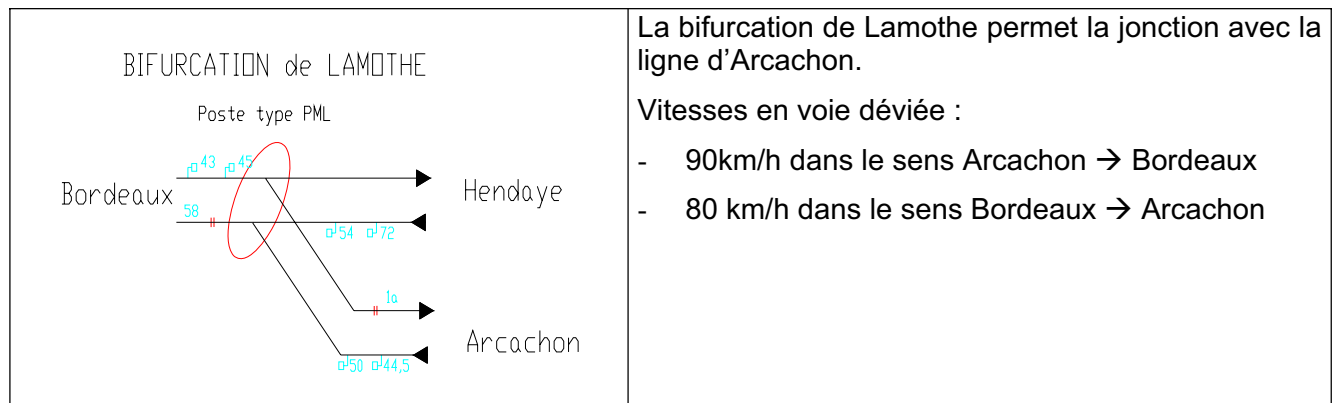 BIFURCATION de LAMOTHE
Poste type PML
43 45
Bordeaux
Hendaye
58
54 72
1a
Arcachon
50 44,5
La bifurcation de Lamothe permet la jonction avec la
ligne d’Arcachon.
Vitesses en voie déviée :
- 90km/h dans le sens Arcachon → Bordeaux
- 80 km/h dans le sens Bordeaux → Arcachon